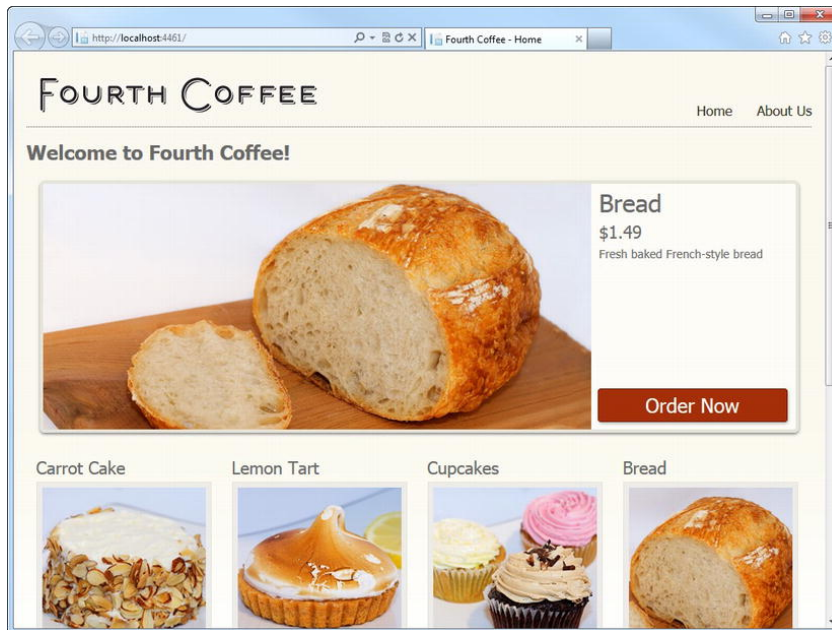 http://localhost:4461/
Fourth Coffee - Home
FOURTH COFFEE
Home
About Us
Welcome to Fourth Coffee!
Bread
$1.49
Fresh baked French-style bread
Order Now
Carrot Cake
Lemon Tart
Cupcakes
Bread